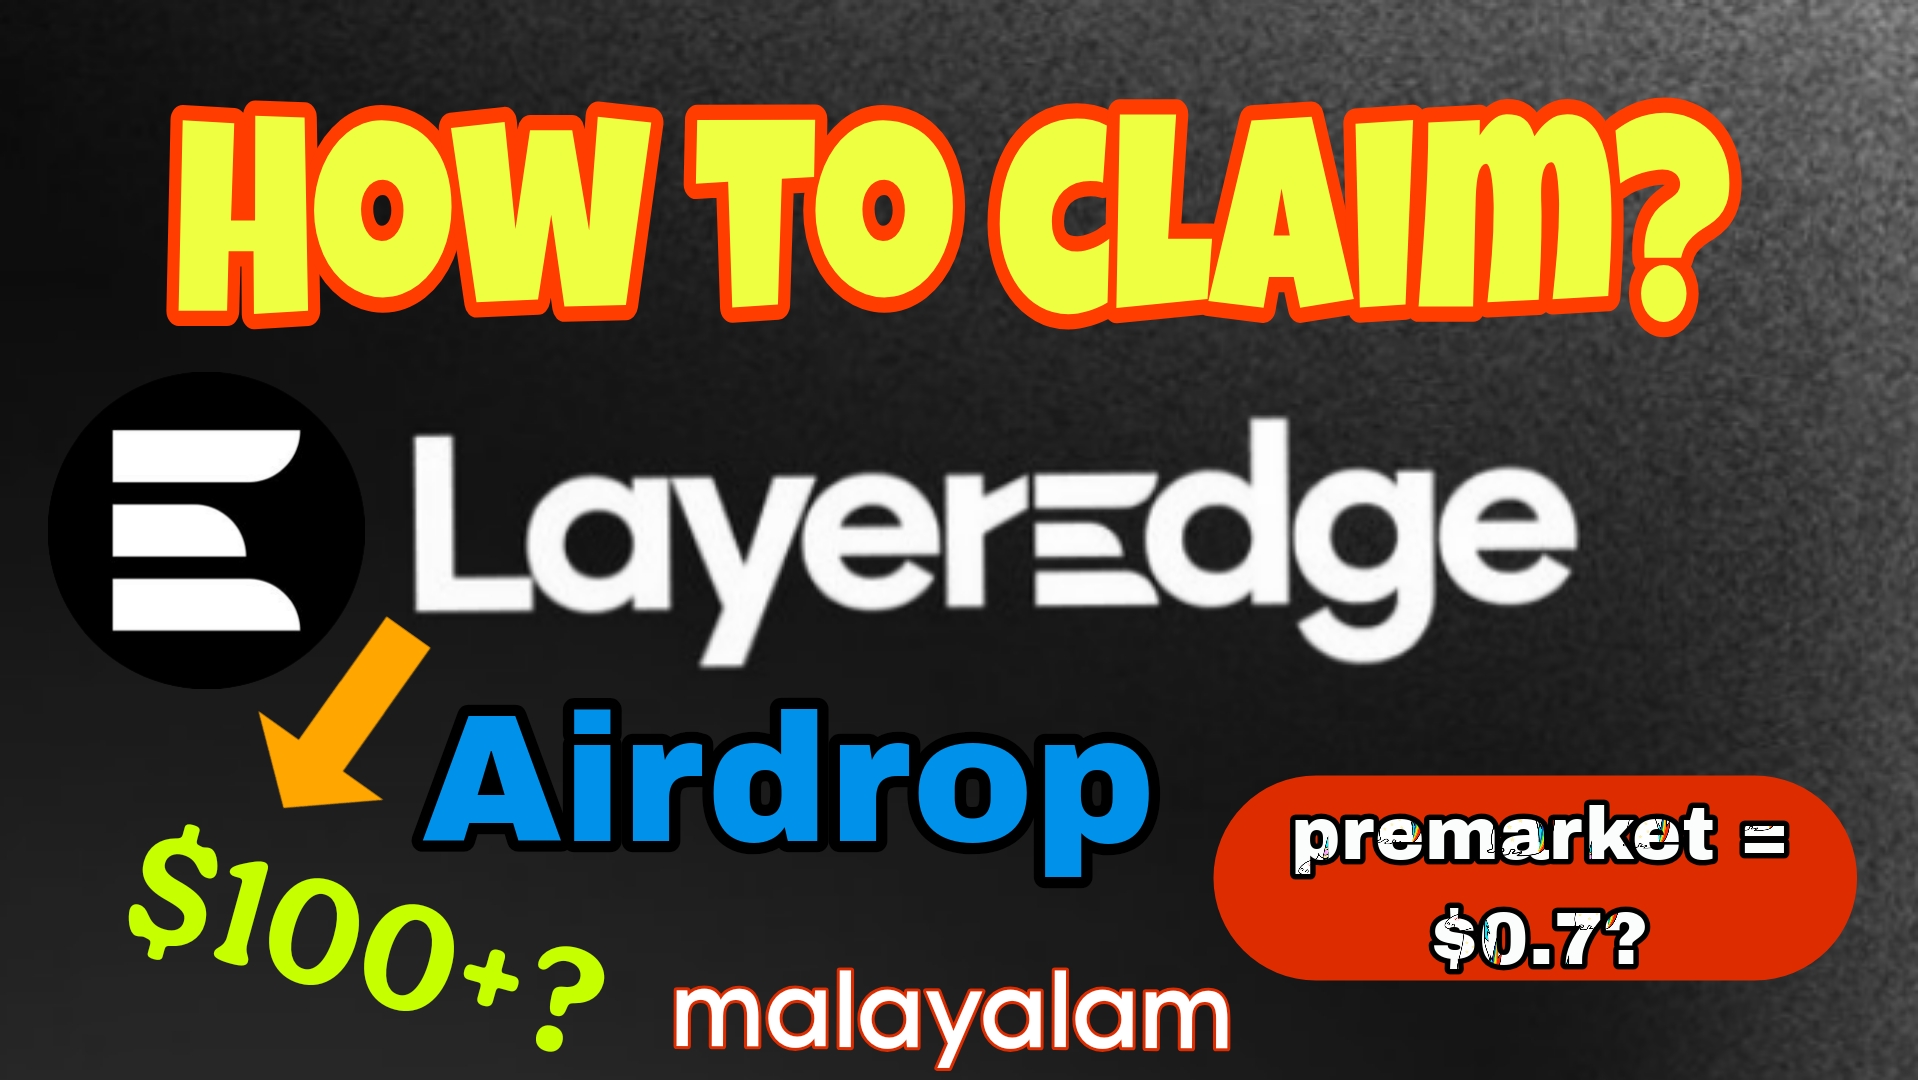 HOW TO CLAIM?
LayerEdge
Airdrop
$100+?
premarket =
$0.7?
malayalam